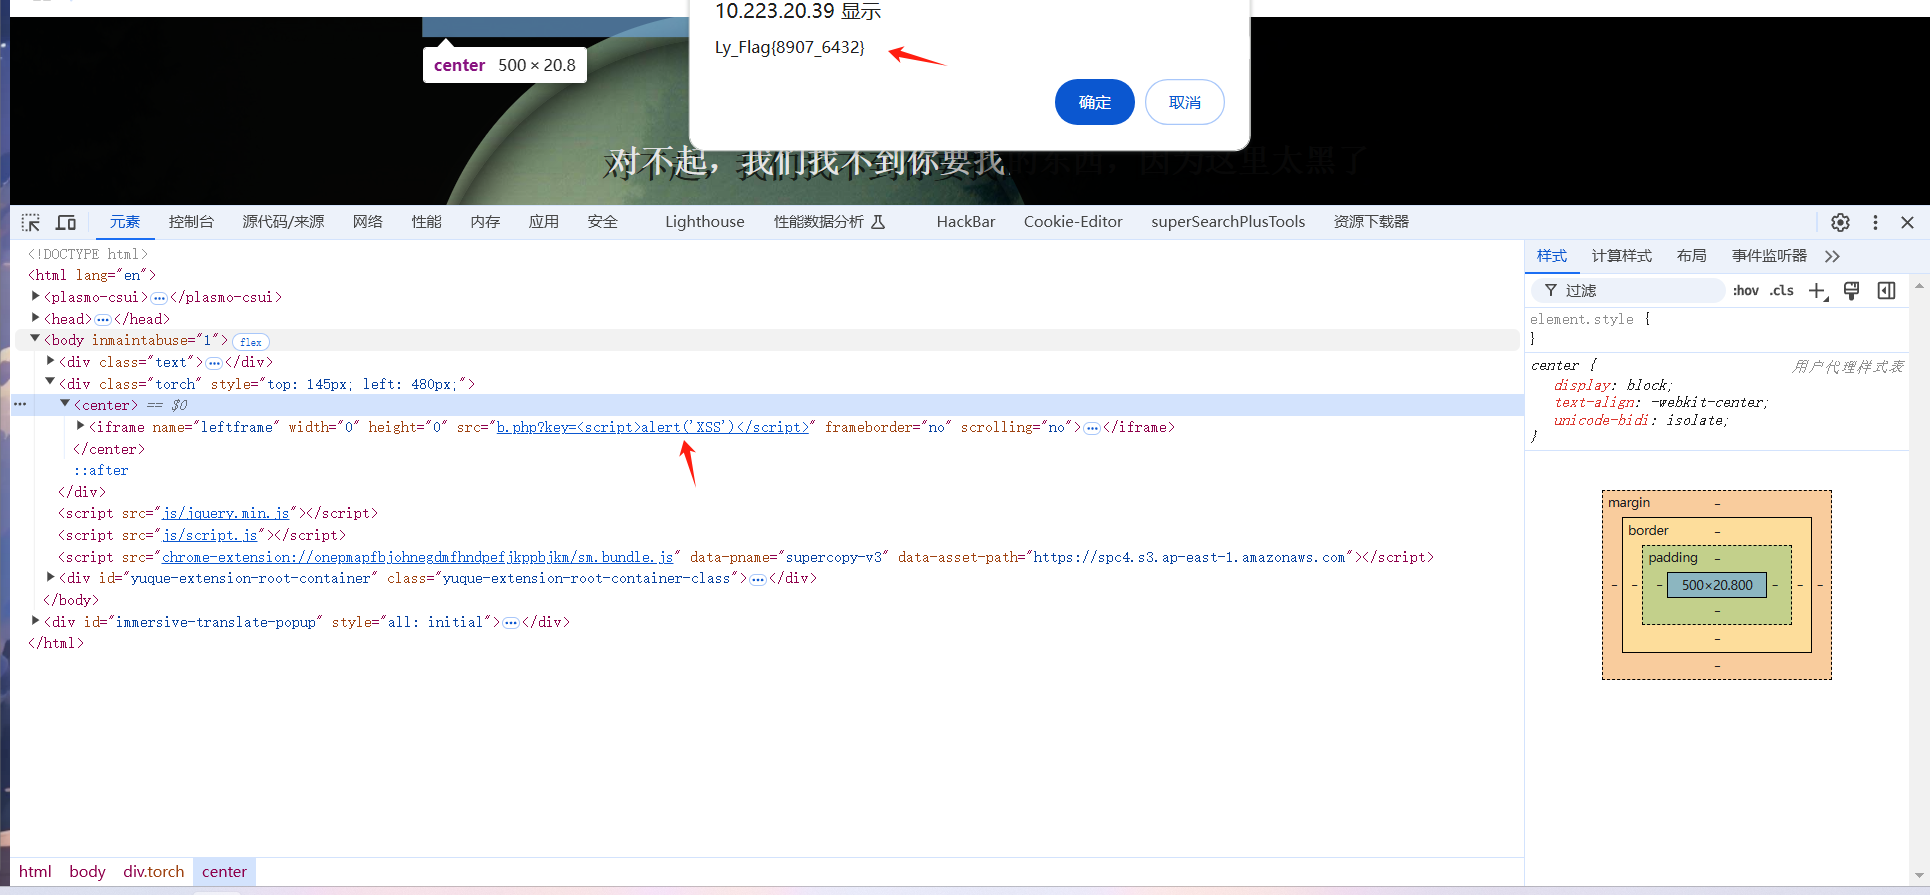 10.223.20.39 显示
Ly_Flag{8907_6432}
center 500 × 20.8
确定 取消
对不起，我们找不到你要找的东西，因为这里太黑了
元素 控制台 源代码/来源 网络 性能 内存 应用 安全 Lighthouse 性能数据分析 HackBar Cookie-Editor superSearchPlusTools 资源下载器
<!DOCTYPE html>
<html lang="en">
<plasmo-csui>…</plasmo-csui>
<head>…</head>
<body inmaintabuse="1"> flex
<div class="text">…</div>
<div class="torch" style="top: 145px; left: 480px;">
<center> == $0
<iframe name="leftframe" width="0" height="0" src="b.php?key=<script>alert('XSS')</script>" frameborder="no" scrolling="no">…</iframe>
</center>
::after
</div>
<script src="js/jquery.min.js"></script>
<script src="js/script.js"></script>
<script src="chrome-extension://onepmapfbjohnegdmfhndpefjkppbjkm/sm.bundle.js" data-pname="supercopy-v3" data-asset-path="https://spc4.s3.ap-east-1.amazonaws.com"></script>
<div id="yuque-extension-root-container" class="yuque-extension-root-container-class">…</div>
</body>
<div id="immersive-translate-popup" style="all: initial">…</div>
</html>
html body div.torch center
样式 计算样式 布局 事件监听器
过滤 :hov .cls
element.style {
}
center { 用户代理样式表
display: block;
text-align: -webkit-center;
unicode-bidi: isolate;
}
margin -
border -
padding -
- - - 500×20.800 - - -
-
-
-